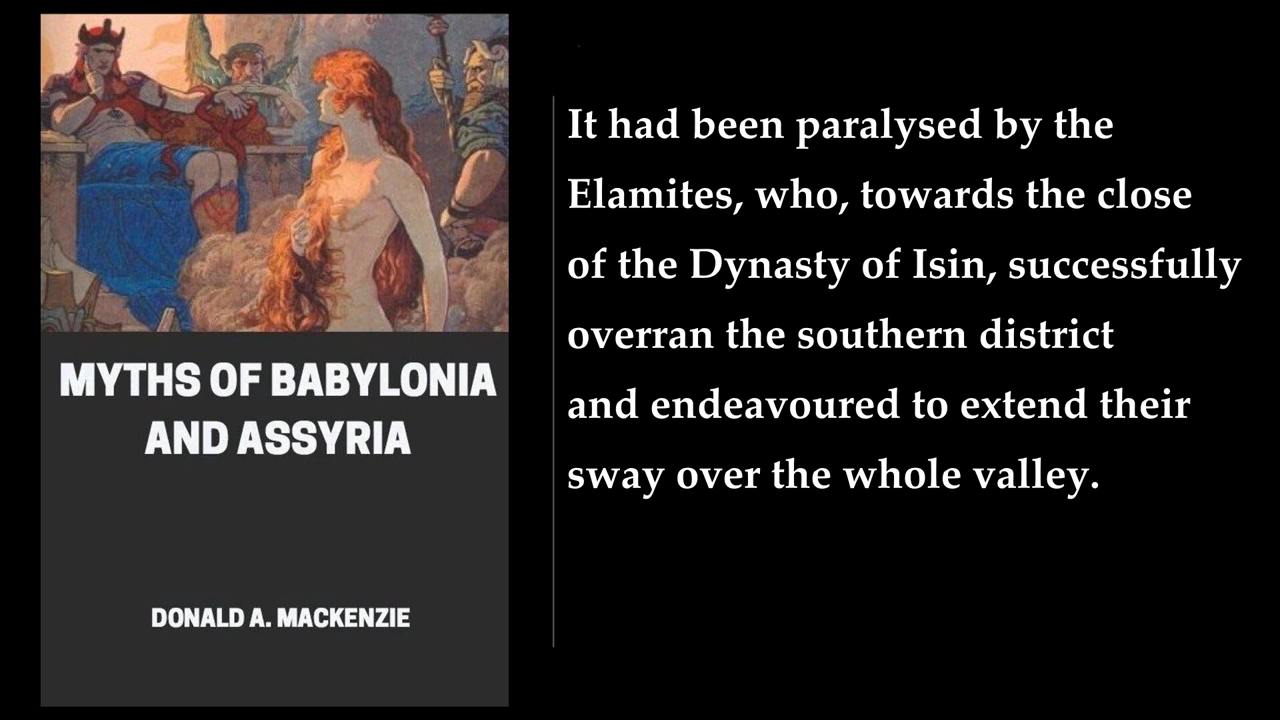 MYTHS OF BABYLONIA
AND ASSYRIA
DONALD A. MACKENZIE
It had been paralysed by the
Elamites, who, towards the close
of the Dynasty of Isin, successfully
overran the southern district
and endeavoured to extend their
sway over the whole valley.